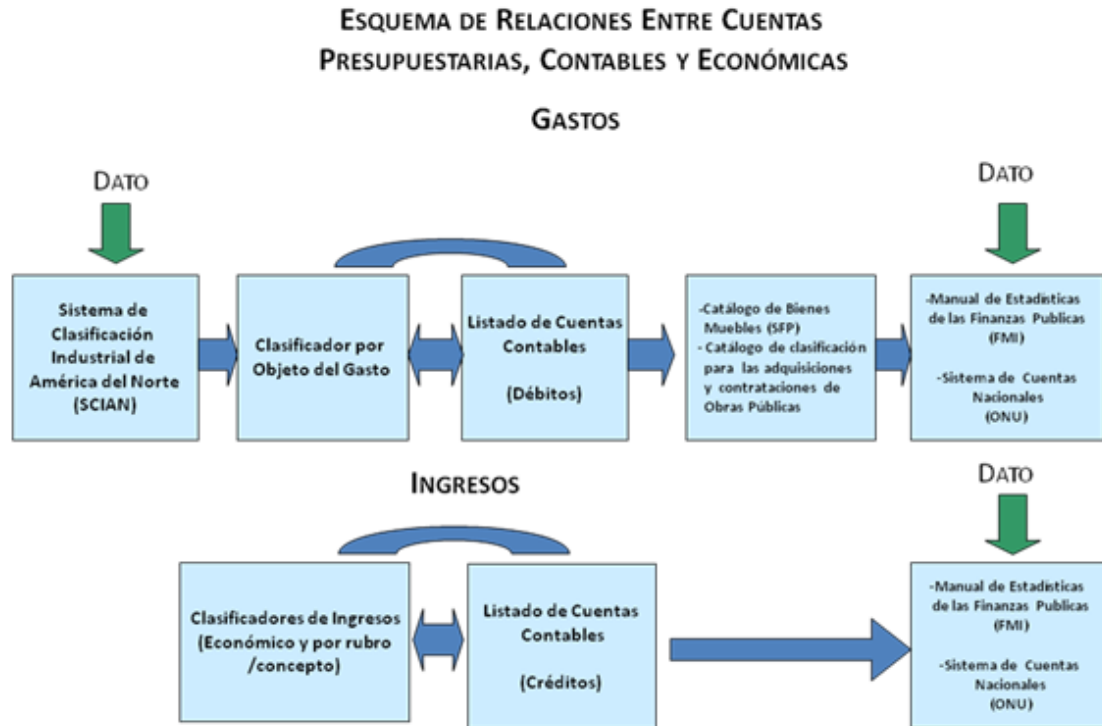 ESQUEMA DE RELACIONES ENTRE CUENTAS
PRESUPUESTARIAS, CONTABLES Y ECONÓMICAS
GASTOS
DATO
DATO
Sistema de
Clasificación
Industrial de
América del Norte
(SCIAN)
Clasificador por
Objeto del Gasto
Listado de Cuentas
Contables
(Débitos)
-Catálogo de Bienes
Muebles (SFP)
- Catálogo de clasificación
para las adquisiciones
y contrataciones de
Obras Públicas
-Manual de Estadísticas
de las Finanzas Publicas
(FMI)
-Sistema de Cuentas
Nacionales
(ONU)
INGRESOS
DATO
Clasificadores de Ingresos
(Económico y por rubro
/concepto)
Listado de Cuentas
Contables
(Créditos)
-Manual de Estadísticas
de las Finanzas Publicas
(FMI)
-Sistema de Cuentas
Nacionales
(ONU)